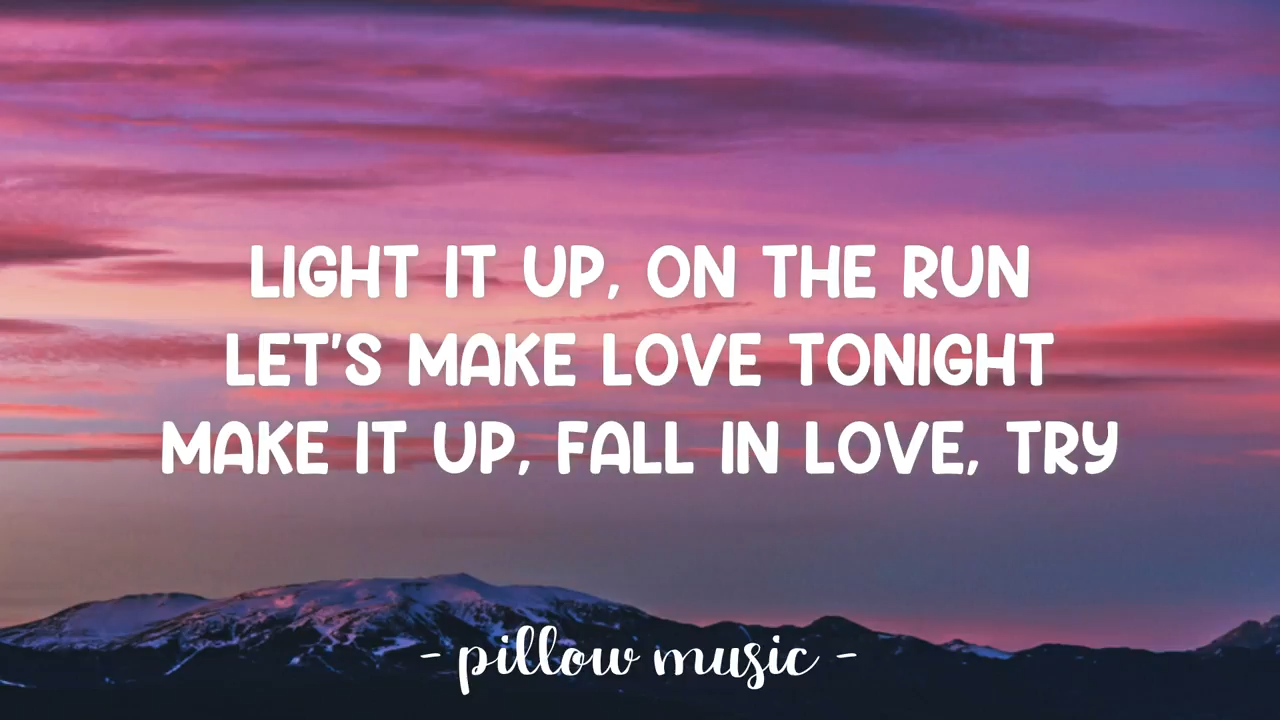 LIGHT IT UP, ON THE RUN
LET'S MAKE LOVE TONIGHT
MAKE IT UP, FALL IN LOVE, TRY
- pillow music -